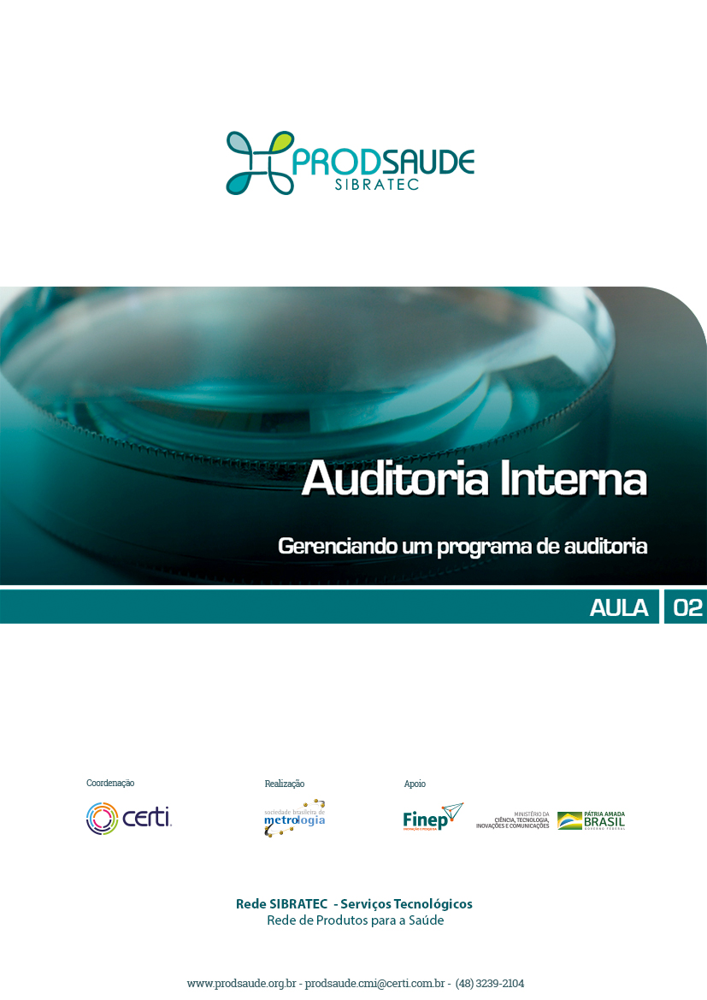 PRODSAUDE
SIBRATEC
Auditoria Interna
Gerenciando um programa de auditoria
AULA 02
Coordenação
Realização
Apoio
certi
sociedade brasileira de
metrologia
Finep
INOVAÇÃO E PESQUISA
MINISTÉRIO DA
CIÊNCIA, TECNOLOGIA,
INOVAÇÕES E COMUNICAÇÕES
PÁTRIA AMADA
BRASIL
GOVERNO FEDERAL
Rede SIBRATEC - Serviços Tecnológicos
Rede de Produtos para a Saúde
www.prodsaude.org.br - prodsaude.cmi@certi.com.br - (48) 3239-2104